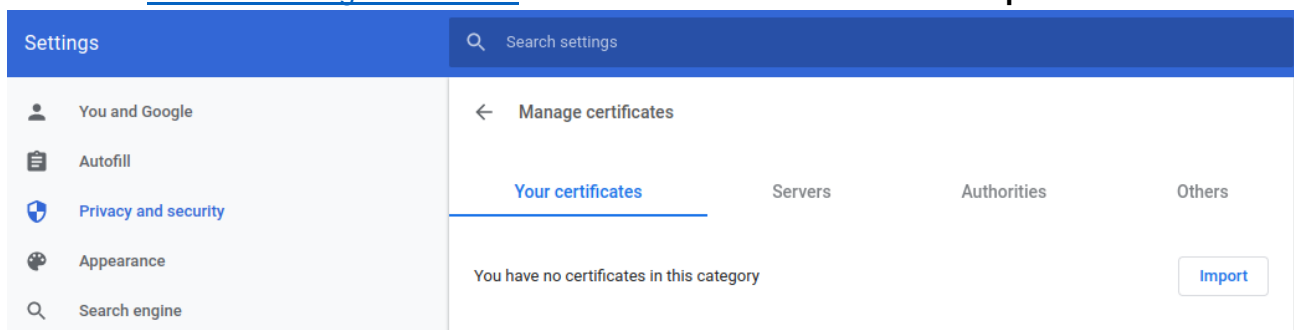 Settings
Search settings
You and Google
Manage certificates
Autofill
Your certificates Servers Authorities Others
Privacy and security
Appearance
You have no certificates in this category Import
Search engine